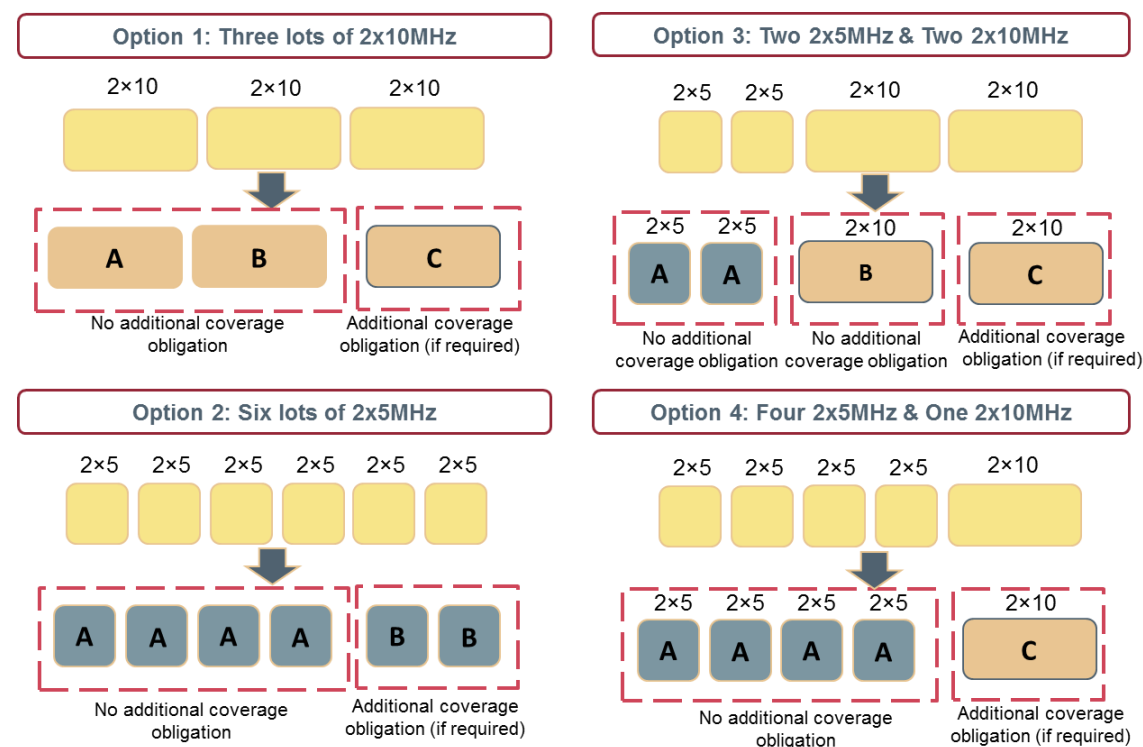 Option 1: Three lots of 2x10MHz
2×10 2×10 2×10
A B C
No additional coverage
obligation
Additional coverage
obligation (if required)
Option 3: Two 2x5MHz & Two 2x10MHz
2×5 2×5 2×10 2×10
2×5 2×5 2×10 2×10
A A B C
No additional
coverage obligation
No additional
coverage obligation
Additional coverage
obligation (if required)
Option 2: Six lots of 2x5MHz
2×5 2×5 2×5 2×5 2×5 2×5
A A A A B B
No additional coverage
obligation
Additional coverage
obligation (if required)
Option 4: Four 2x5MHz & One 2x10MHz
2×5 2×5 2×5 2×5 2×10
2×5 2×5 2×5 2×5 2×10
A A A A C
No additional coverage
obligation
Additional coverage
obligation (if required)